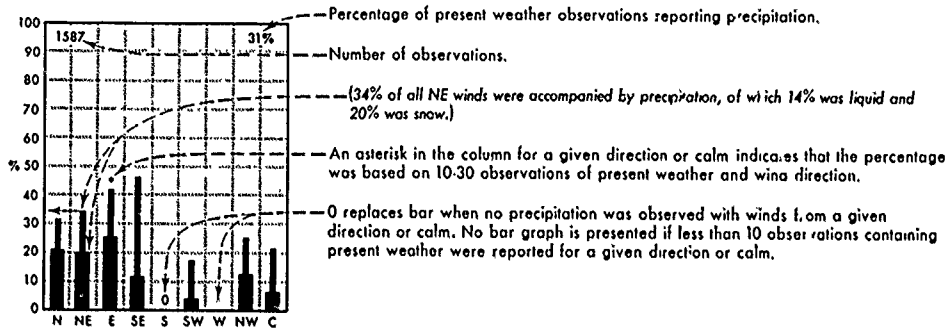 Percentage of present weather observations reporting precipitation.
100
1587
31%
90
Number of observations.
80
(34% of all NE winds were accompanied by precipitation, of which 14% was liquid and
70
20% was snow.)
60
%
50
An asterisk in the column for a given direction or calm indicates that the percentage
was based on 10-30 observations of present weather and wind direction.
40
30
0 replaces bar when no precipitation was observed with winds from a given
direction or calm. No bar graph is presented if less than 10 observations containing
present weather were reported for a given direction or calm.
20
10
0
0
N NE E SE S SW W NW C